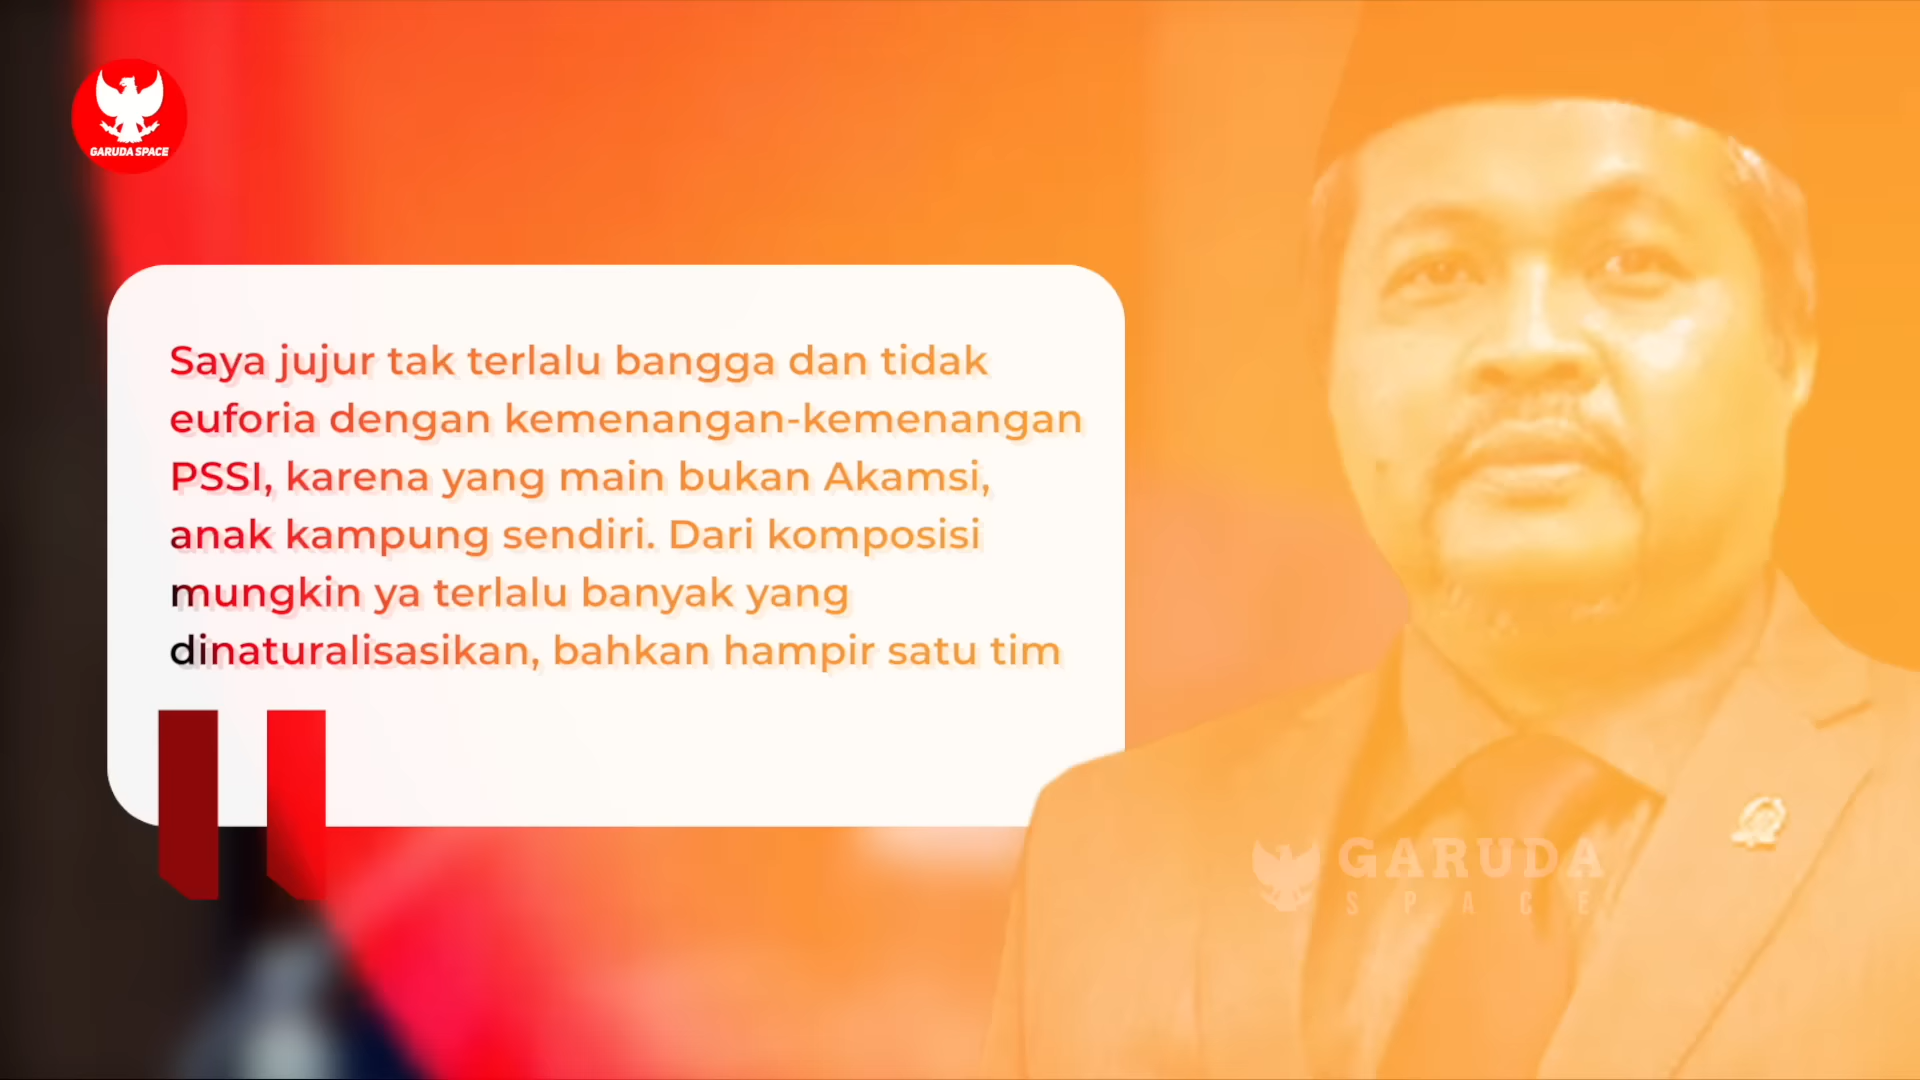 GARUDA SPACE
Saya jujur tak terlalu bangga dan tidak
euforia dengan kemenangan-kemenangan
PSSI, karena yang main bukan Akamsi,
anak kampung sendiri. Dari komposisi
mungkin ya terlalu banyak yang
dinaturalisasikan, bahkan hampir satu tim
GARUDA
SPACE